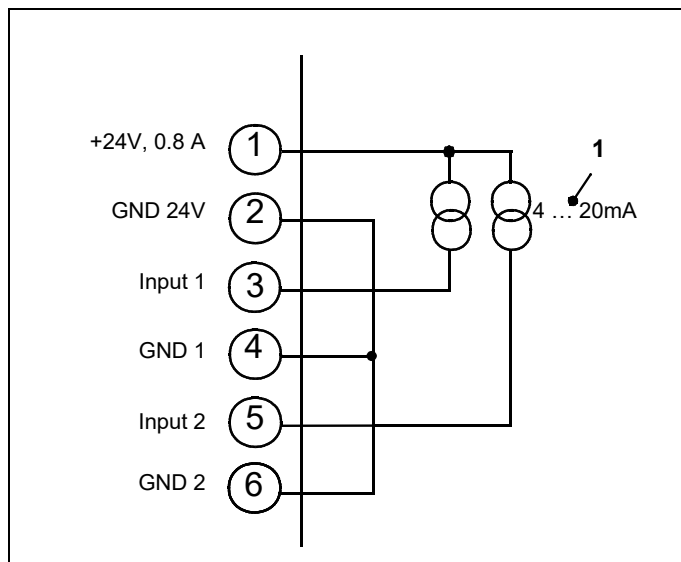 +24V, 0.8 A
1
1
GND 24V
2
4 … 20mA
Input 1
3
GND 1
4
Input 2
5
GND 2
6